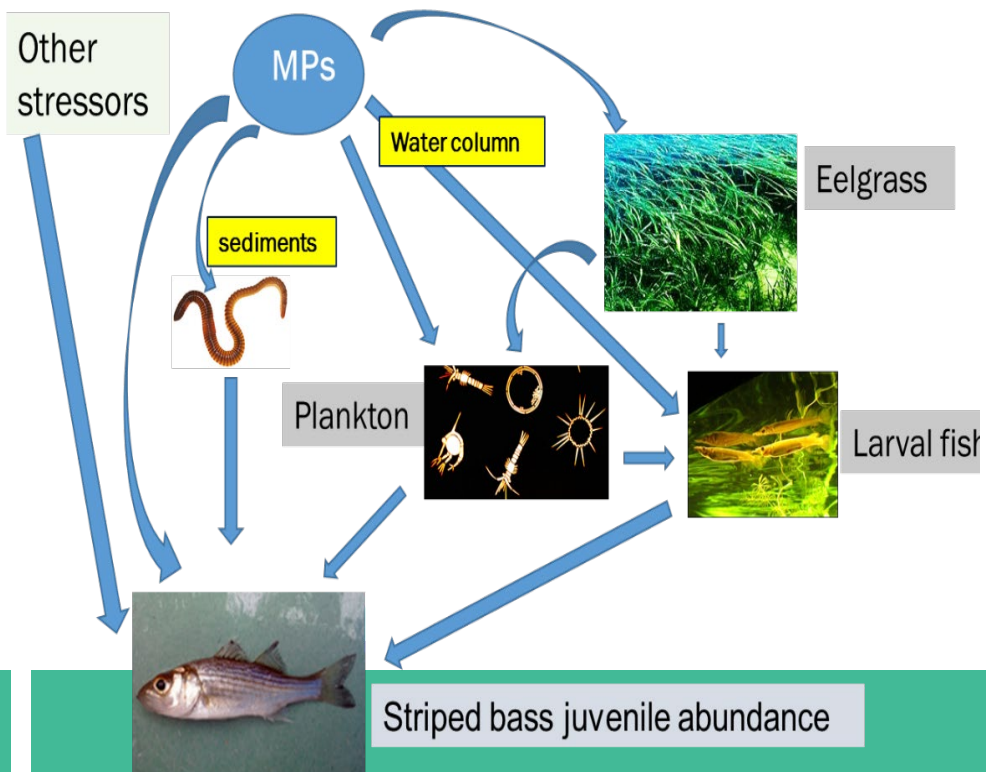 Other
stressors
MPs
Water column
Eelgrass
sediments
Plankton
Larval fish
Striped bass juvenile abundance